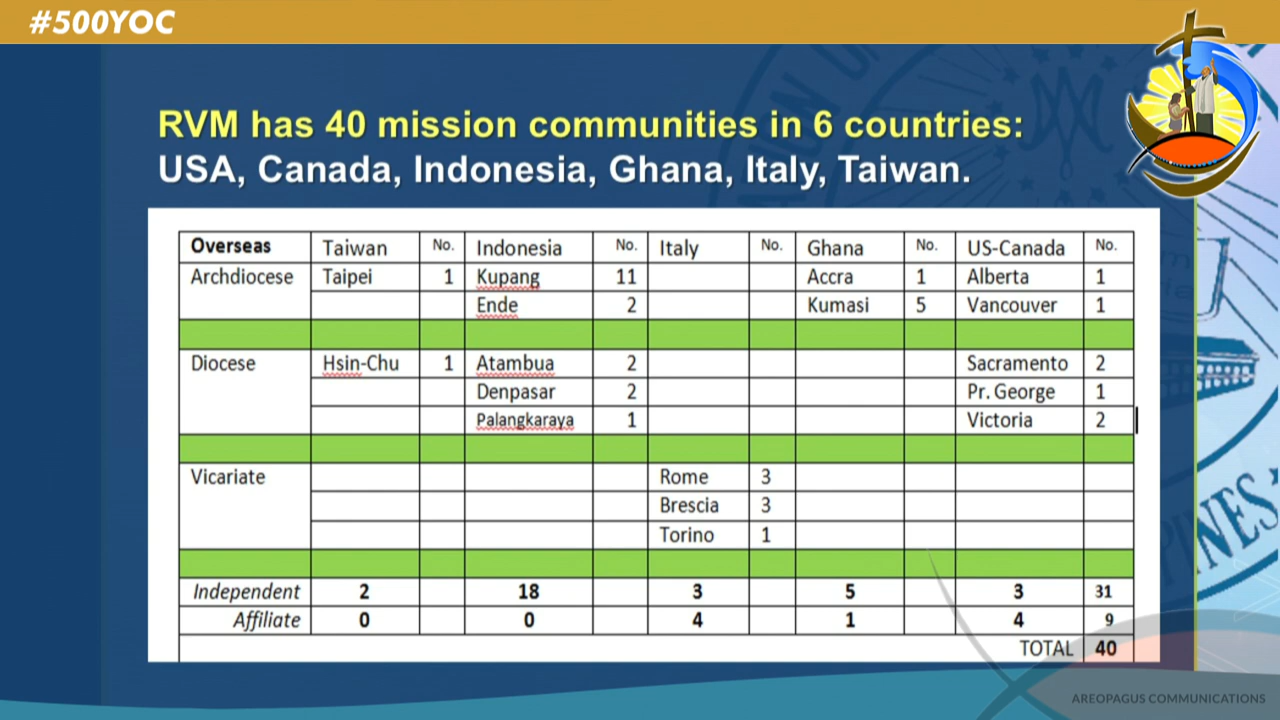 #500YOC
RVM has 40 mission communities in 6 countries:
USA, Canada, Indonesia, Ghana, Italy, Taiwan.
Overseas Taiwan No. Indonesia No. Italy No. Ghana No. US-Canada No.
Archdiocese Taipei 1 Kupang 11 Accra 1 Alberta 1
Ende 2 Kumasi 5 Vancouver 1
Diocese Hsin-Chu 1 Atambua 2 Sacramento 2
Denpasar 2 Pr. George 1
Palangkaraya 1 Victoria 2
Vicariate Rome 3
Brescia 3
Torino 1
Independent 2 18 3 5 3 31
Affiliate 0 0 4 1 4 9
TOTAL 40
AREOPAGUS COMMUNICATIONS